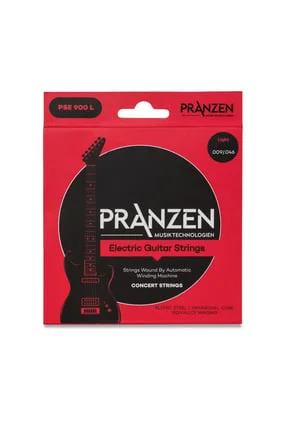 PSE 900 L
PRANZEN
MUSIKTECHNOLOGIEN
Light
.009/.046
PRANZEN
MUSIKTECHNOLOGIEN
Electric Guitar Strings
Strings Wound By Automatic
Winding Machine
CONCERT STRINGS